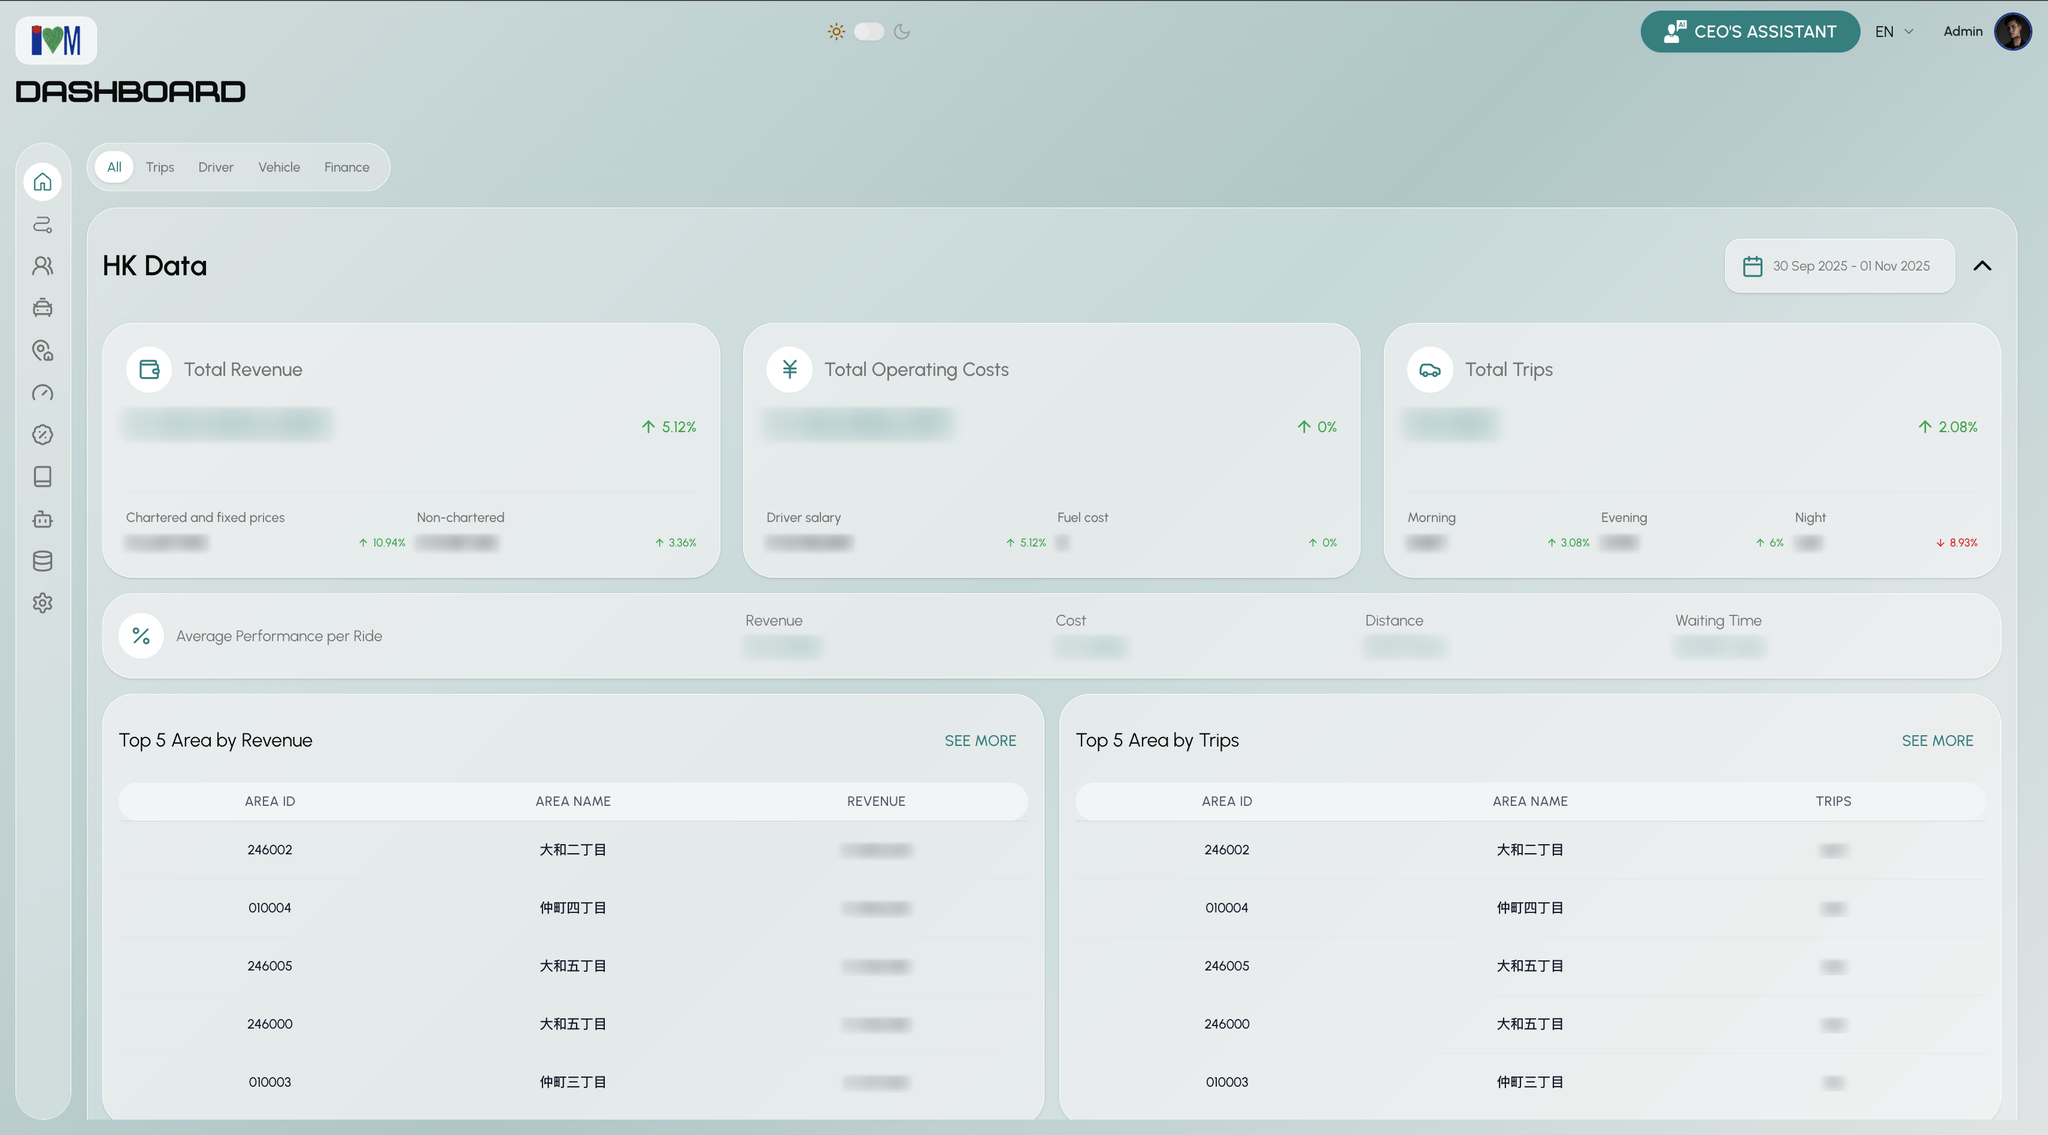 I M
AI CEO'S ASSISTANT EN Admin
DASHBOARD
All Trips Driver Vehicle Finance
HK Data 30 Sep 2025 - 01 Nov 2025
Total Revenue
5.12%
Chartered and fixed prices Non-chartered
10.94% 3.36%
¥ Total Operating Costs
0%
Driver salary Fuel cost
5.12% 0%
Total Trips
2.08%
Morning Evening Night
3.08% 6% 8.93%
% Average Performance per Ride
Revenue Cost Distance Waiting Time
Top 5 Area by Revenue SEE MORE
AREA ID AREA NAME REVENUE
246002 大和二丁目
010004 仲町四丁目
246005 大和五丁目
246000 大和五丁目
010003 仲町三丁目
Top 5 Area by Trips SEE MORE
AREA ID AREA NAME TRIPS
246002 大和二丁目
010004 仲町四丁目
246005 大和五丁目
246000 大和五丁目
010003 仲町三丁目